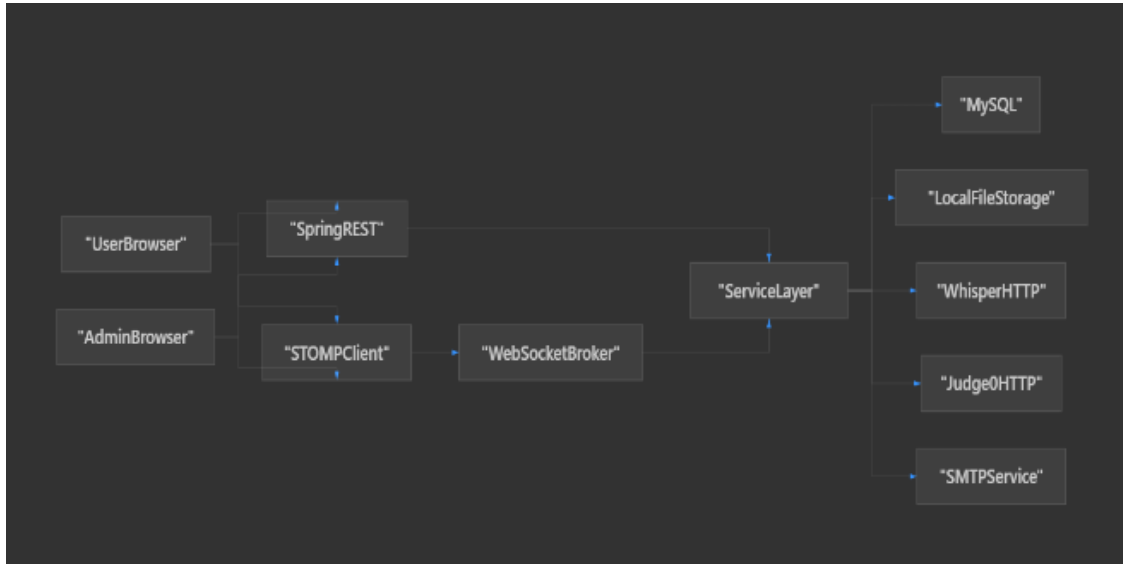 "MySQL"
"LocalFileStorage"
"SpringREST"
"UserBrowser"
"ServiceLayer"
"WhisperHTTP"
"AdminBrowser"
"STOMPClient"
"WebSocketBroker"
"Judge0HTTP"
"SMTPService"